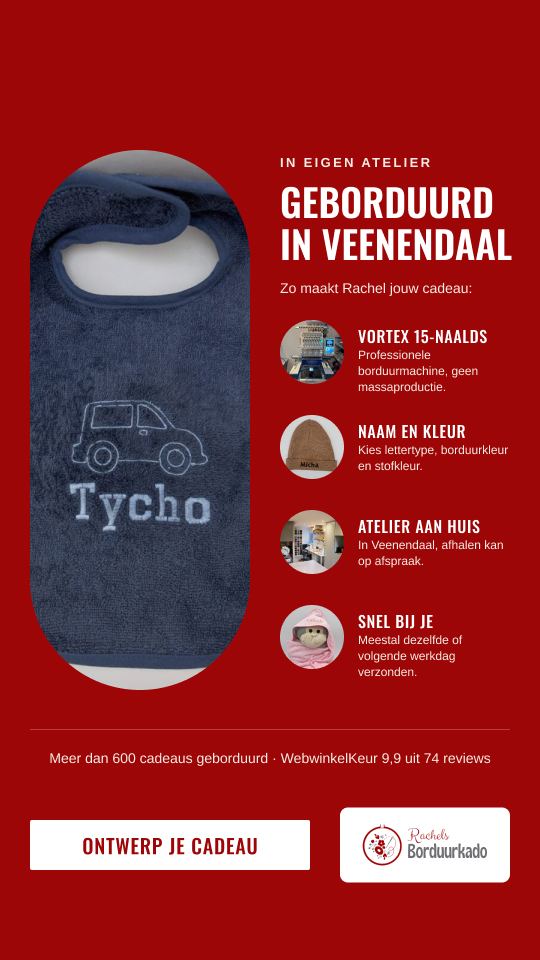 IN EIGEN ATELIER
GEBORDUURD
IN VEENENDAAL
Zo maakt Rachel jouw cadeau:
VORTEX 15-NAALDS
Professionele
borduurmachine, geen
massaproductie.
NAAM EN KLEUR
Kies lettertype, borduurkleur
en stofkleur.
Micha
ATELIER AAN HUIS
In Veenendaal, afhalen kan
op afspraak.
SNEL BIJ JE
Meestal dezelfde of
volgende werkdag
verzonden.
Tycho
Meer dan 600 cadeaus geborduurd · WebwinkelKeur 9,9 uit 74 reviews
ONTWERP JE CADEAU
Rachels
Borduurkado